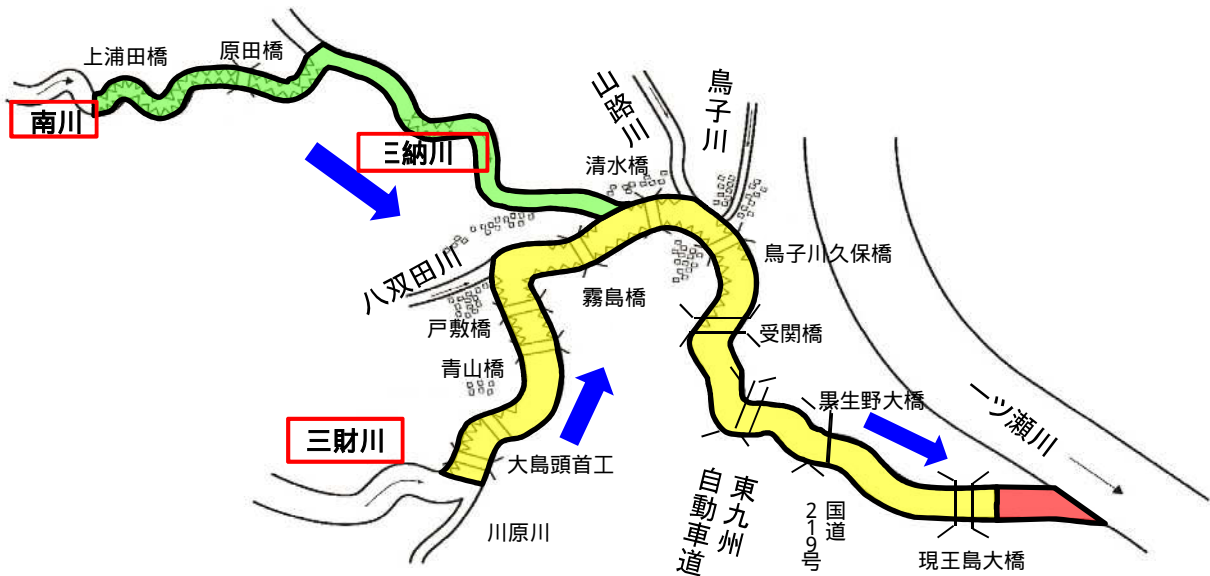 上浦田橋
原田橋
南川
三納川
山路川
鳥子川
清水橋
八双田川
鳥子川久保橋
霧島橋
戸敷橋
受関橋
青山橋
黒生野大橋
一ツ瀬川
三財川
大島頭首工
東九州
自動車道
国道
219号
川原川
現王島大橋